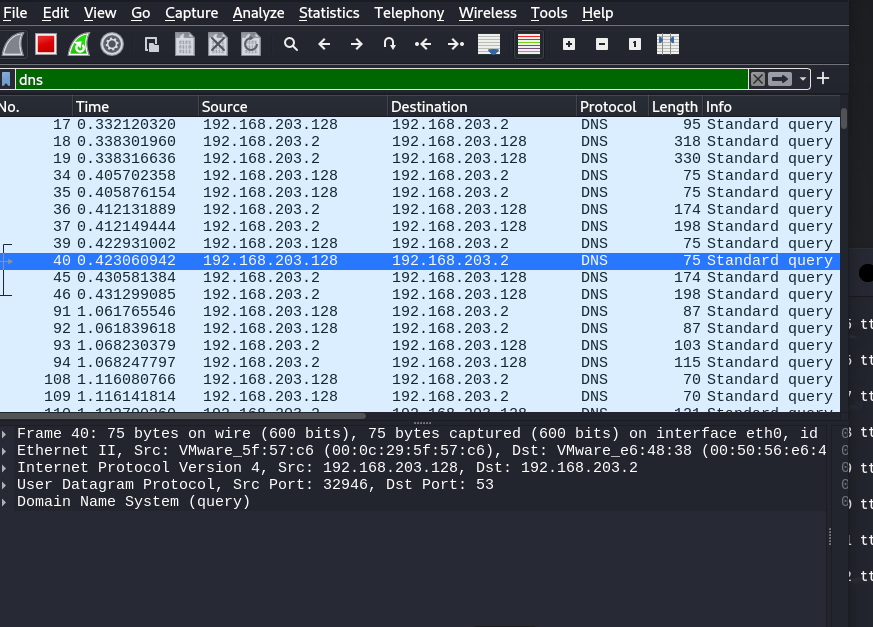 File Edit View Go Capture Analyze Statistics Telephony Wireless Tools Help
dns
No. Time Source Destination Protocol Length Info
17 0.332120320 192.168.203.128 192.168.203.2 DNS 95 Standard query
18 0.338301960 192.168.203.2 192.168.203.128 DNS 318 Standard query
19 0.338316636 192.168.203.2 192.168.203.128 DNS 330 Standard query
34 0.405702358 192.168.203.128 192.168.203.2 DNS 75 Standard query
35 0.405876154 192.168.203.128 192.168.203.2 DNS 75 Standard query
36 0.412131889 192.168.203.2 192.168.203.128 DNS 174 Standard query
37 0.412149444 192.168.203.2 192.168.203.128 DNS 198 Standard query
39 0.422931002 192.168.203.128 192.168.203.2 DNS 75 Standard query
40 0.423060942 192.168.203.128 192.168.203.2 DNS 75 Standard query
45 0.430581384 192.168.203.2 192.168.203.128 DNS 174 Standard query
46 0.431299085 192.168.203.2 192.168.203.128 DNS 198 Standard query
91 1.061765546 192.168.203.128 192.168.203.2 DNS 87 Standard query
92 1.061839618 192.168.203.128 192.168.203.2 DNS 87 Standard query
93 1.068230379 192.168.203.2 192.168.203.128 DNS 103 Standard query
94 1.068247797 192.168.203.2 192.168.203.128 DNS 115 Standard query
108 1.116080766 192.168.203.128 192.168.203.2 DNS 70 Standard query
109 1.116141814 192.168.203.128 192.168.203.2 DNS 70 Standard query
Frame 40: 75 bytes on wire (600 bits), 75 bytes captured (600 bits) on interface eth0, id
Ethernet II, Src: VMware_5f:57:c6 (00:0c:29:5f:57:c6), Dst: VMware_e6:48:38 (00:50:56:e6:4
Internet Protocol Version 4, Src: 192.168.203.128, Dst: 192.168.203.2
User Datagram Protocol, Src Port: 32946, Dst Port: 53
Domain Name System (query)